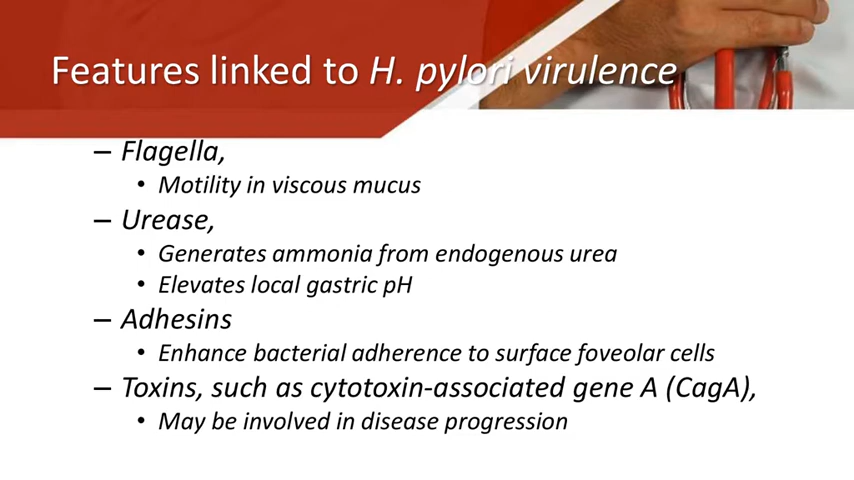 Features linked to H. pylori virulence
– Flagella,
• Motility in viscous mucus
– Urease,
• Generates ammonia from endogenous urea
• Elevates local gastric pH
– Adhesins
• Enhance bacterial adherence to surface foveolar cells
– Toxins, such as cytotoxin-associated gene A (CagA),
• May be involved in disease progression